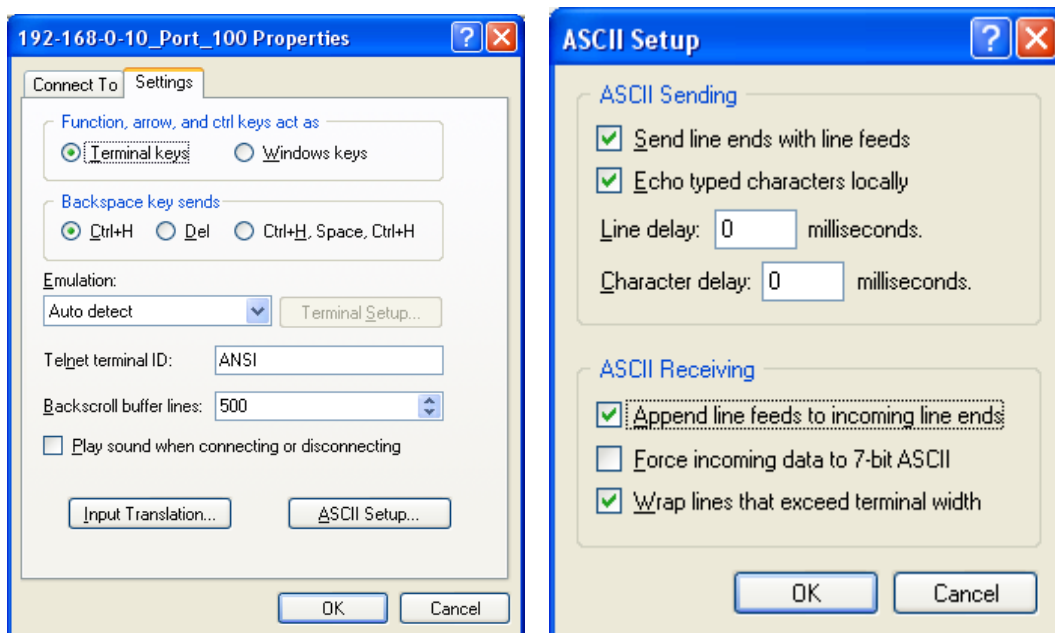 192-168-0-10_Port_100 Properties
Connect To Settings
Function, arrow, and ctrl keys act as
Terminal keys Windows keys
Backspace key sends
Ctrl+H Del Ctrl+H, Space, Ctrl+H
Emulation:
Auto detect Terminal Setup...
Telnet terminal ID: ANSI
Backscroll buffer lines: 500
Play sound when connecting or disconnecting
Input Translation... ASCII Setup...
OK Cancel
ASCII Setup
ASCII Sending
Send line ends with line feeds
Echo typed characters locally
Line delay: 0 milliseconds.
Character delay: 0 milliseconds.
ASCII Receiving
Append line feeds to incoming line ends
Force incoming data to 7-bit ASCII
Wrap lines that exceed terminal width
OK Cancel